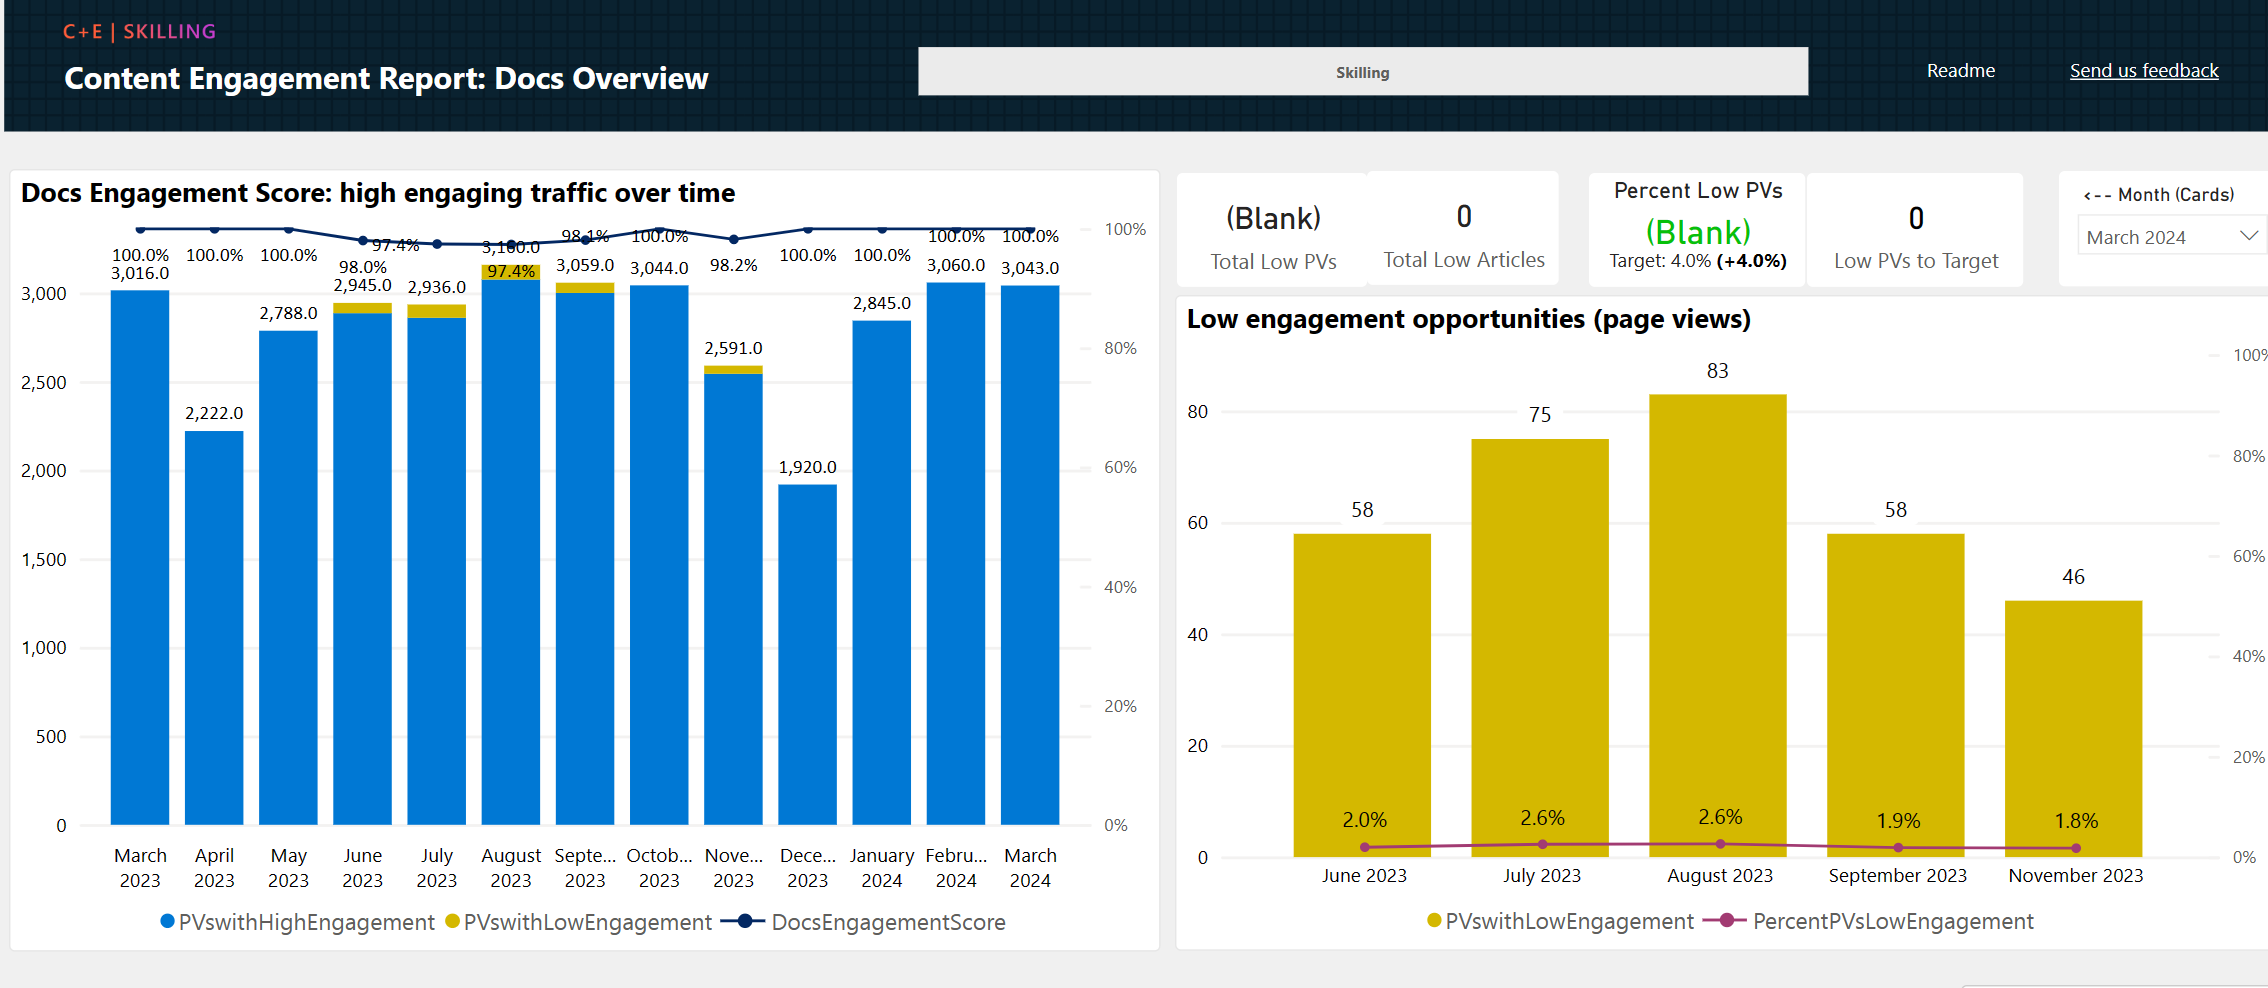 C+E | SKILLING
Content Engagement Report: Docs Overview
Skilling
Readme
Send us feedback
Docs Engagement Score: high engaging traffic over time
100.0%
3,016.0
100.0%
2,222.0
100.0%
2,788.0
98.0%
2,945.0
97.4%
2,936.0
3,160.0
97.4%
98.1%
3,059.0
100.0%
3,044.0
98.2%
2,591.0
100.0%
1,920.0
100.0%
2,845.0
100.0%
3,060.0
100.0%
3,043.0
3,000
2,500
2,000
1,500
1,000
500
0
100%
80%
60%
40%
20%
0%
March 2023
April 2023
May 2023
June 2023
July 2023
August 2023
Septe... 2023
Octob... 2023
Nove... 2023
Dece... 2023
January 2024
Febru... 2024
March 2024
PVswithHighEngagement PVswithLowEngagement DocsEngagementScore
(Blank)
Total Low PVs
0
Total Low Articles
Percent Low PVs
(Blank)
Target: 4.0% (+4.0%)
0
Low PVs to Target
<-- Month (Cards)
March 2024
Low engagement opportunities (page views)
80
60
40
20
0
58
75
83
58
46
2.0%
2.6%
2.6%
1.9%
1.8%
100%
80%
60%
40%
20%
0%
June 2023
July 2023
August 2023
September 2023
November 2023
PVswithLowEngagement PercentPVsLowEngagement